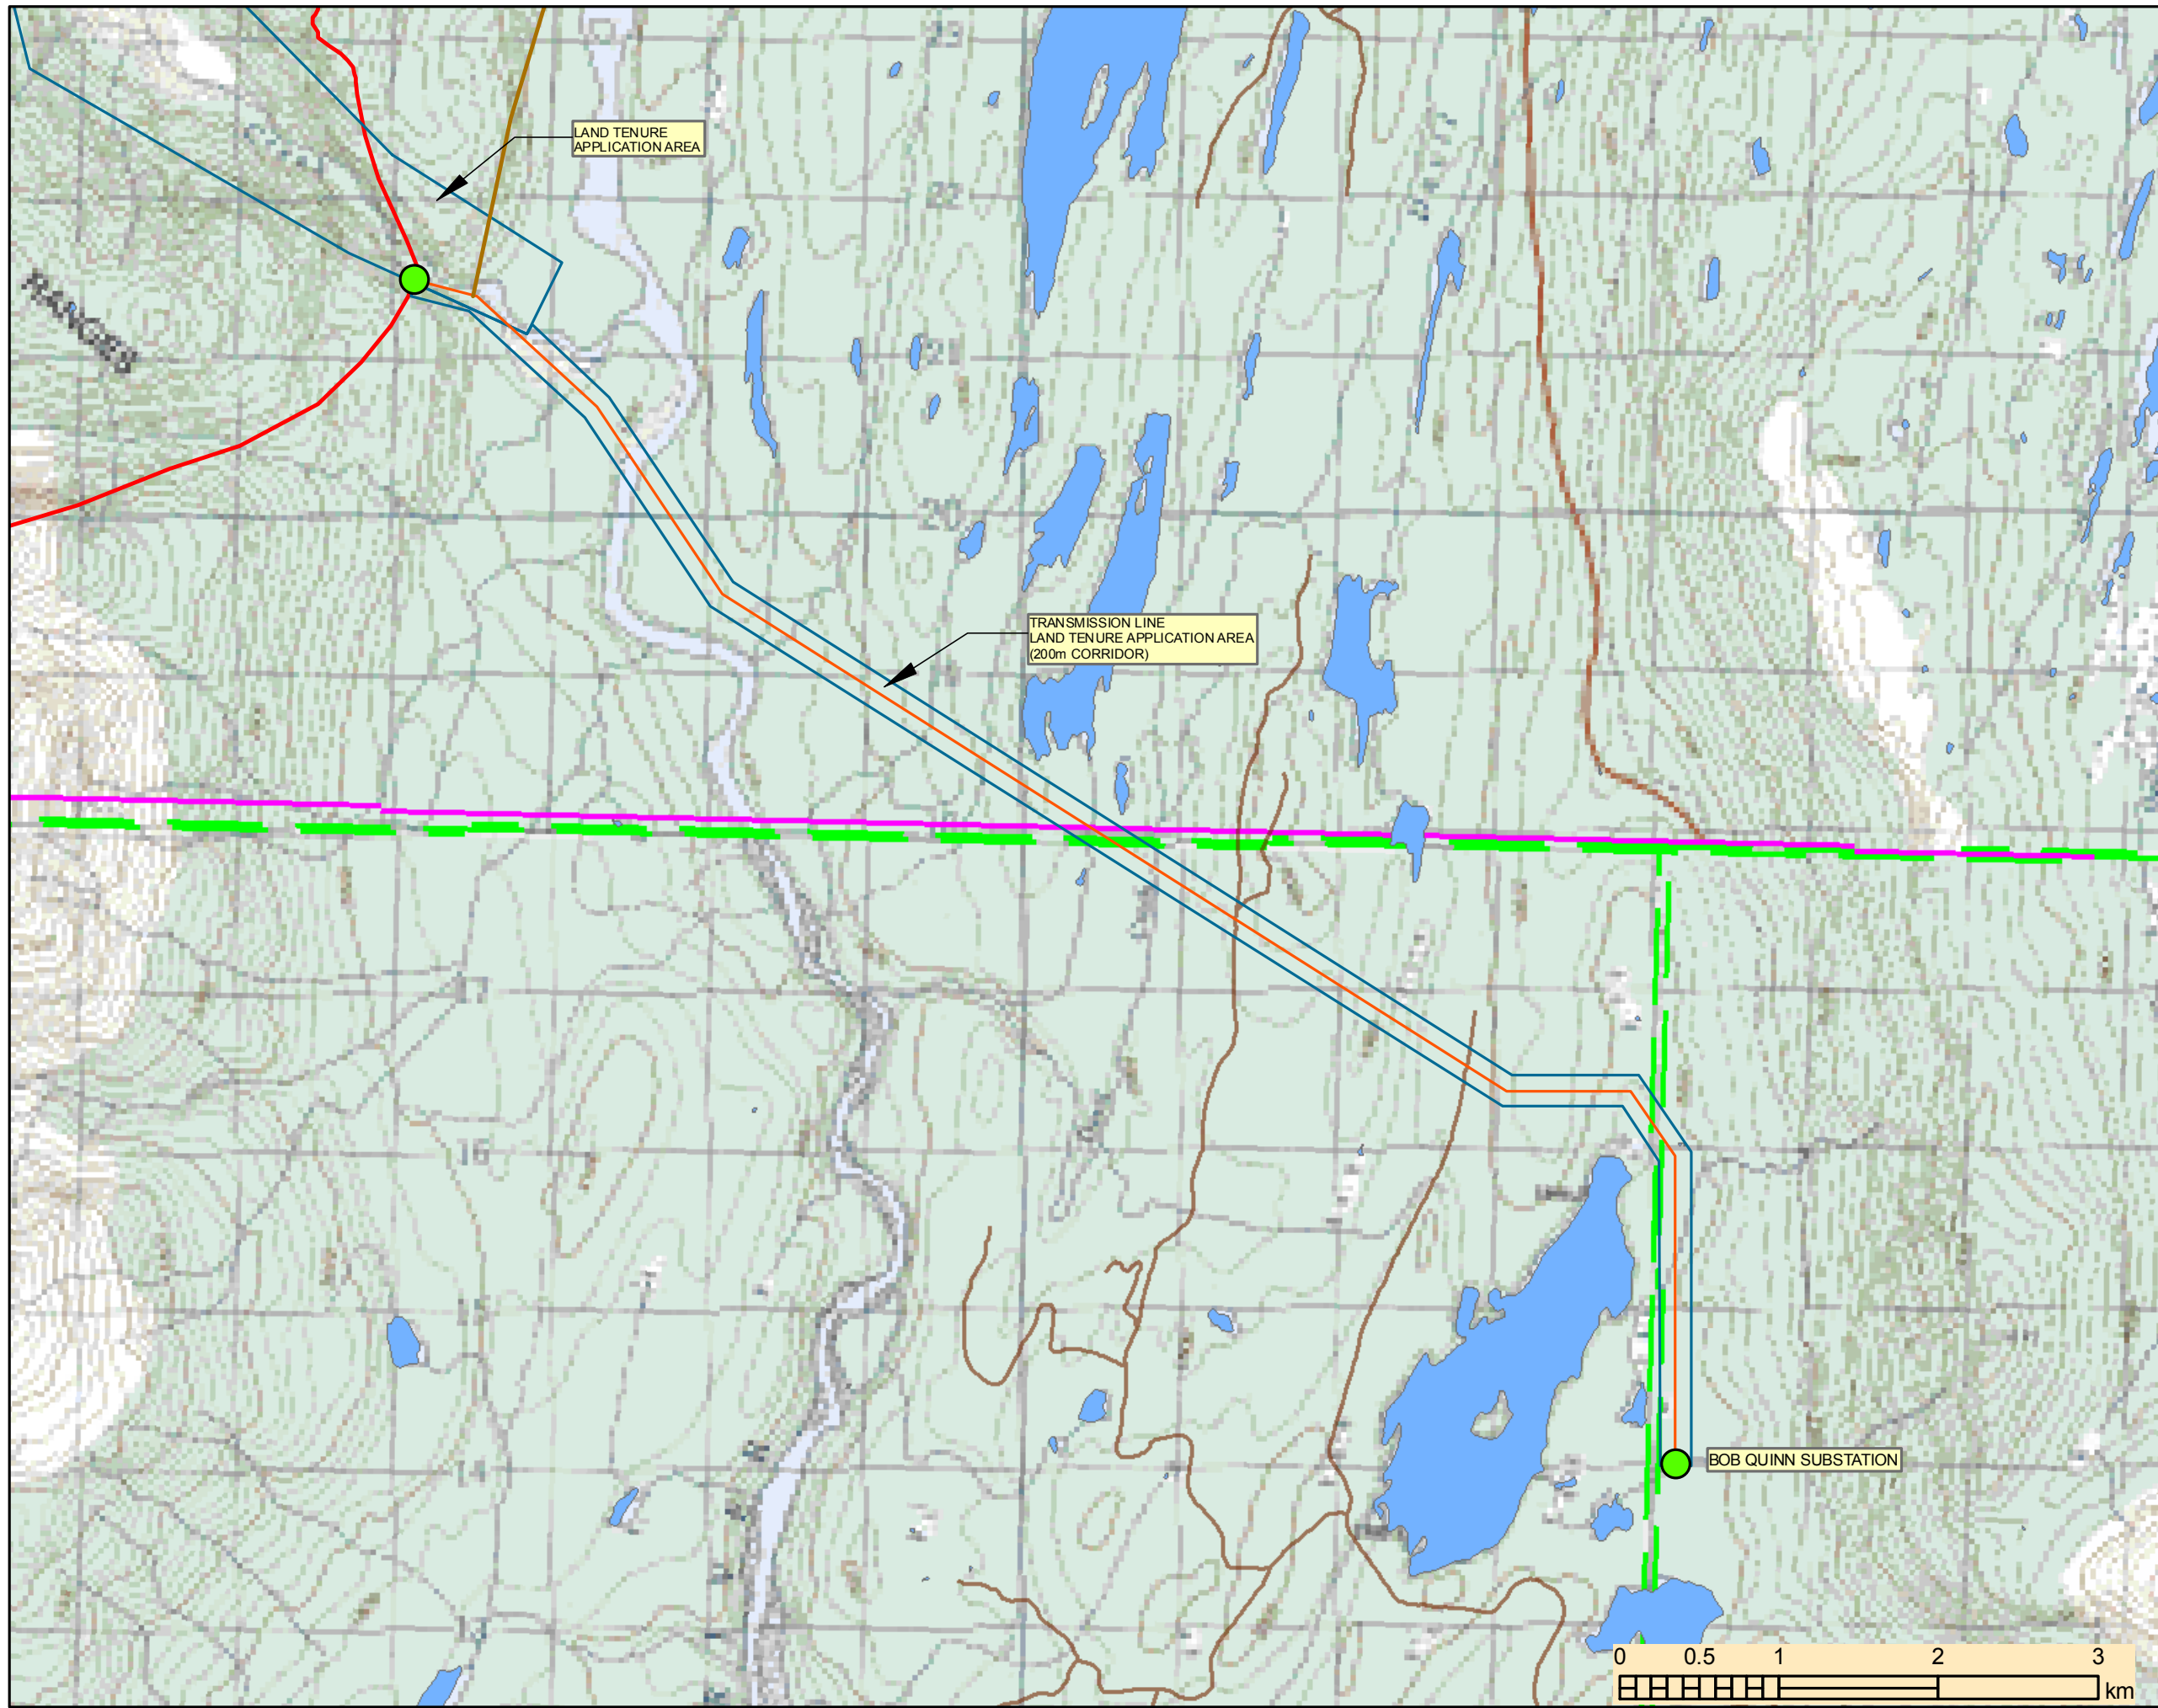 LAND TENURE
APPLICATION AREA
TRANSMISSION LINE
LAND TENURE APPLICATION AREA
(200m CORRIDOR)
BOB QUINN SUBSTATION
0 0.5 1 2 3
km